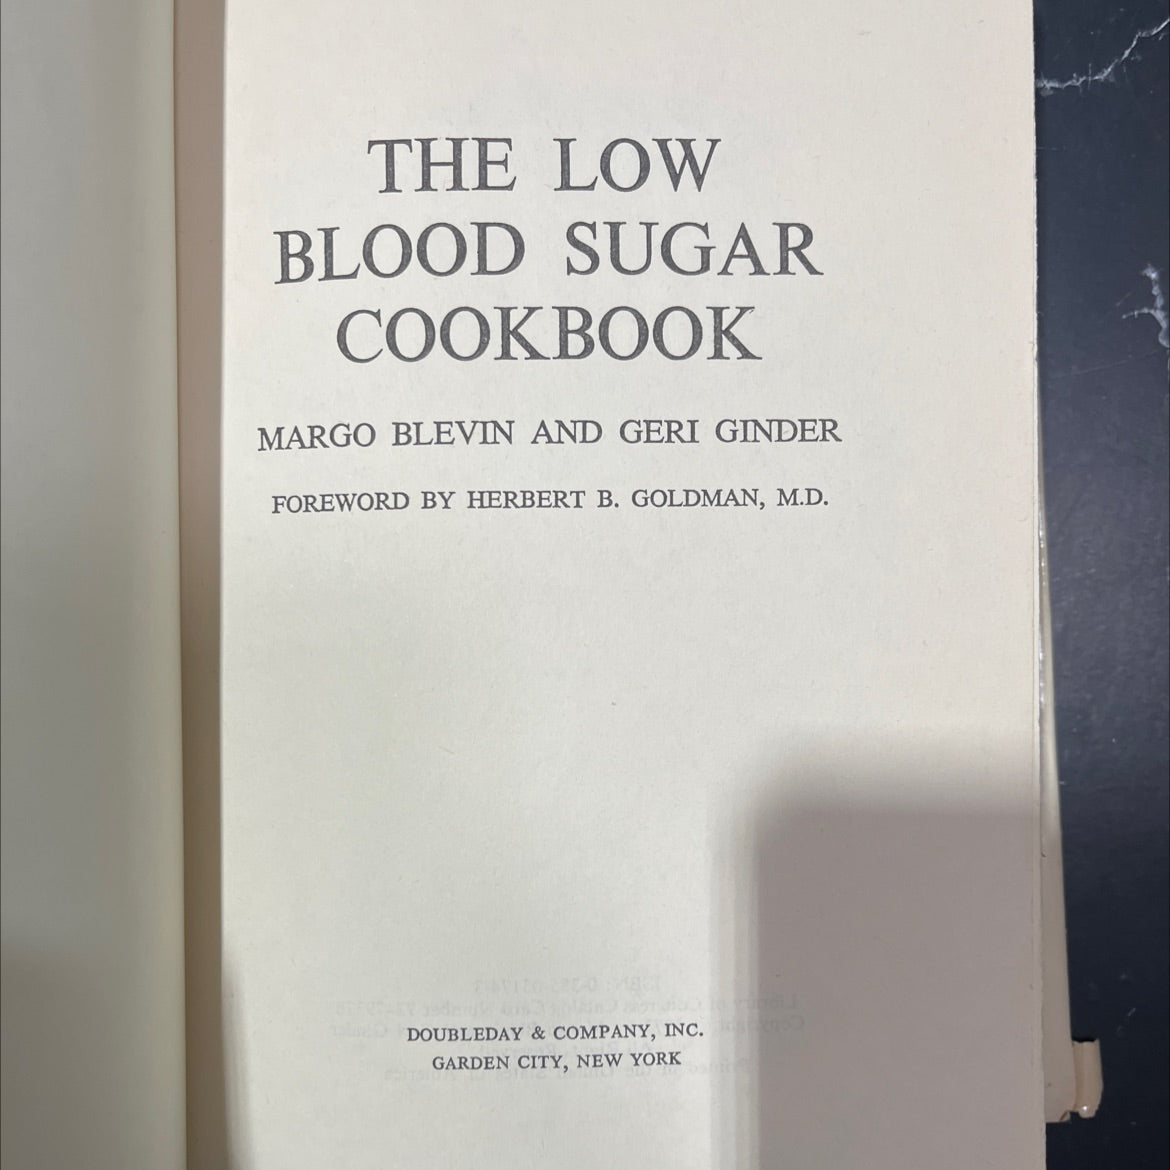 THE LOW
BLOOD SUGAR
COOKBOOK
MARGO BLEVIN AND GERI GINDER
FOREWORD BY HERBERT B. GOLDMAN, M.D.
DOUBLEDAY & COMPANY, INC.
GARDEN CITY, NEW YORK